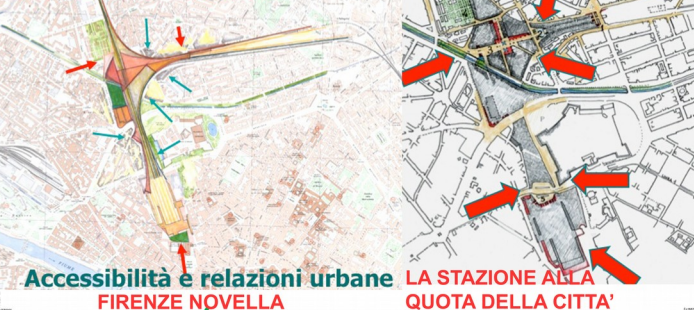 Accessibilità e relazioni urbane
FIRENZE NOVELLA
LA STAZIONE ALLA
QUOTA DELLA CITTA'